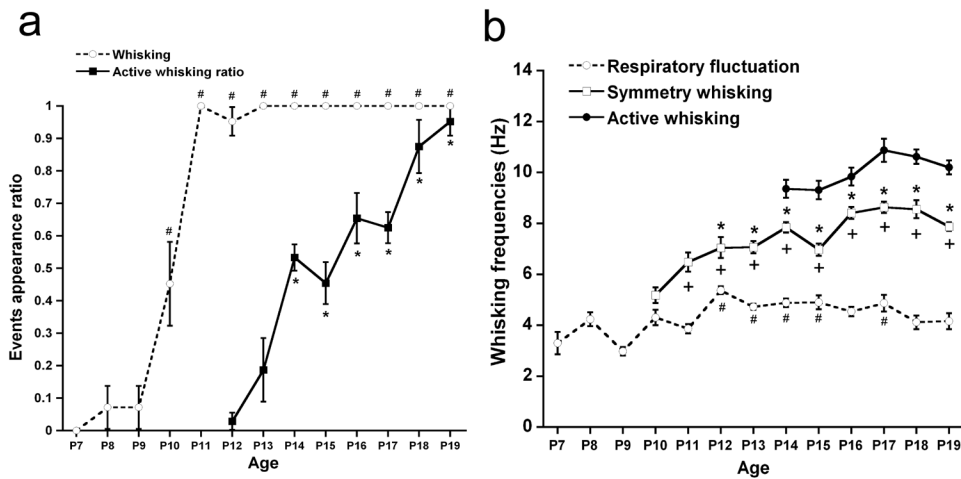 a
Whisking
Active whisking ratio
# # # # # # # # #
#
1
0.9
0.8
0.7
0.6
0.5
0.4
0.3
0.2
0.1
0
* * * * * *
Events appearance ratio
P7 P8 P9 P10 P11 P12 P13 P14 P15 P16 P17 P18 P19
Age
b
Respiratory fluctuation
Symmetry whisking
Active whisking
14
12
10
8
6
4
2
0
Whisking frequencies (Hz)
* * * * * * * *
+ + + + + + + + +
# # # # #
P7 P8 P9 P10 P11 P12 P13 P14 P15 P16 P17 P18 P19
Age